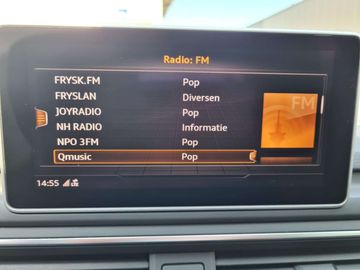 Radio: FM
FRYSK.FM Pop
FRYSLAN Diversen
JOYRADIO Pop
NH RADIO Informatie
NPO 3FM Pop
Qmusic Pop
FM
14:55